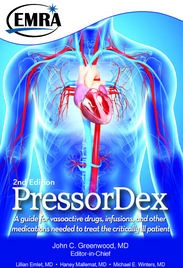 EMRA
2nd Edition
PressorDex
A guide for vasoactive drugs, infusions, and other
medications needed to treat the critically ill patient
John C. Greenwood, MD
Editor-in-Chief
Lillian Emlet, MD • Haney Mallemat, MD • Michael E. Winters, MD